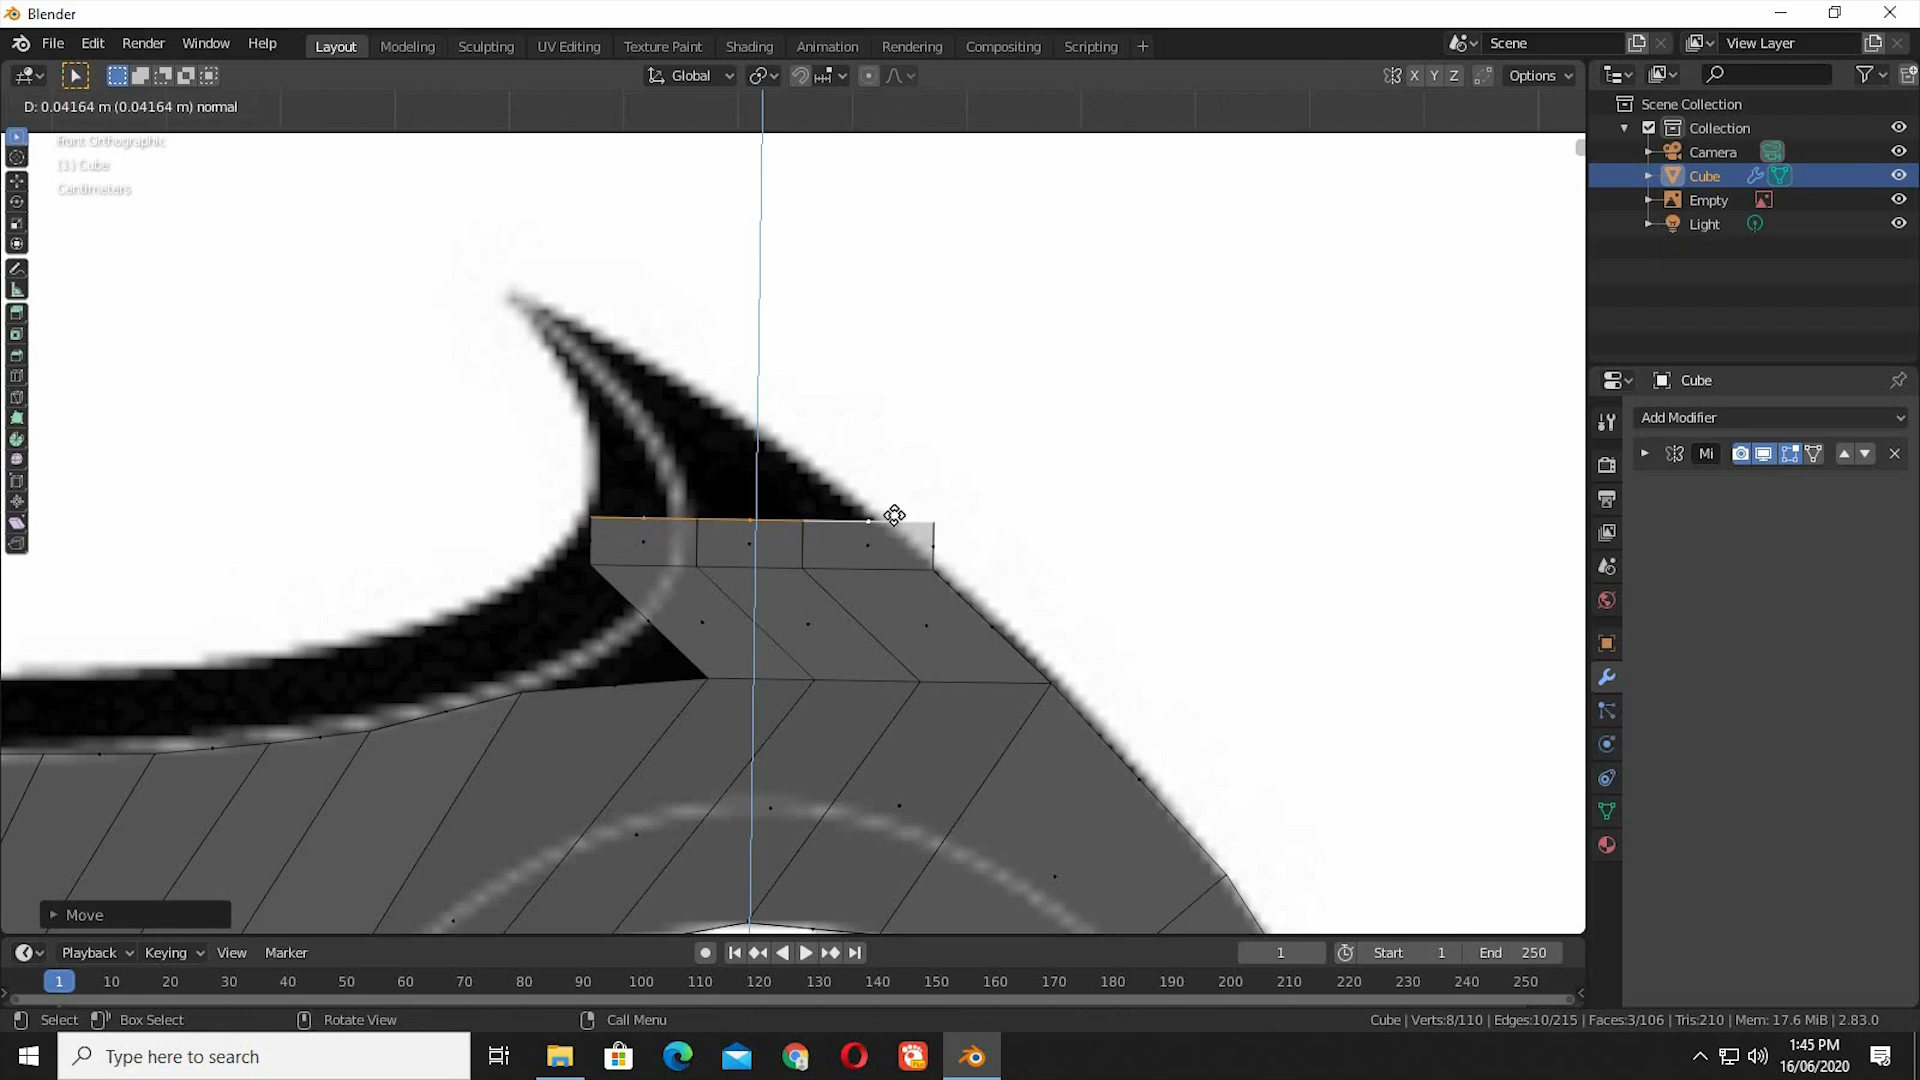 Blender
File Edit Render Window Help Layout Modeling Sculpting UV Editing Texture Paint Shading Animation Rendering Compositing Scripting + Scene View Layer
Global X Y Z Options
D: 0.04164 m (0.04164 m) normal
Front Orthographic
(1) Cube
Centimeters
Scene Collection
Collection
Camera
Cube
Empty
Light
Cube
Add Modifier
Mi
Move
Playback Keying View Marker 1 Start 1 End 250
1 10 20 30 40 50 60 70 80 90 100 110 120 130 140 150 160 170 180 190 200 210 220 230 240 250
Select Box Select Rotate View Call Menu Cube | Verts:8/110 | Edges:10/215 | Faces:3/106 | Tris:210 | Mem: 17.6 MiB | 2.83.0
Type here to search
1:45 PM
16/06/2020